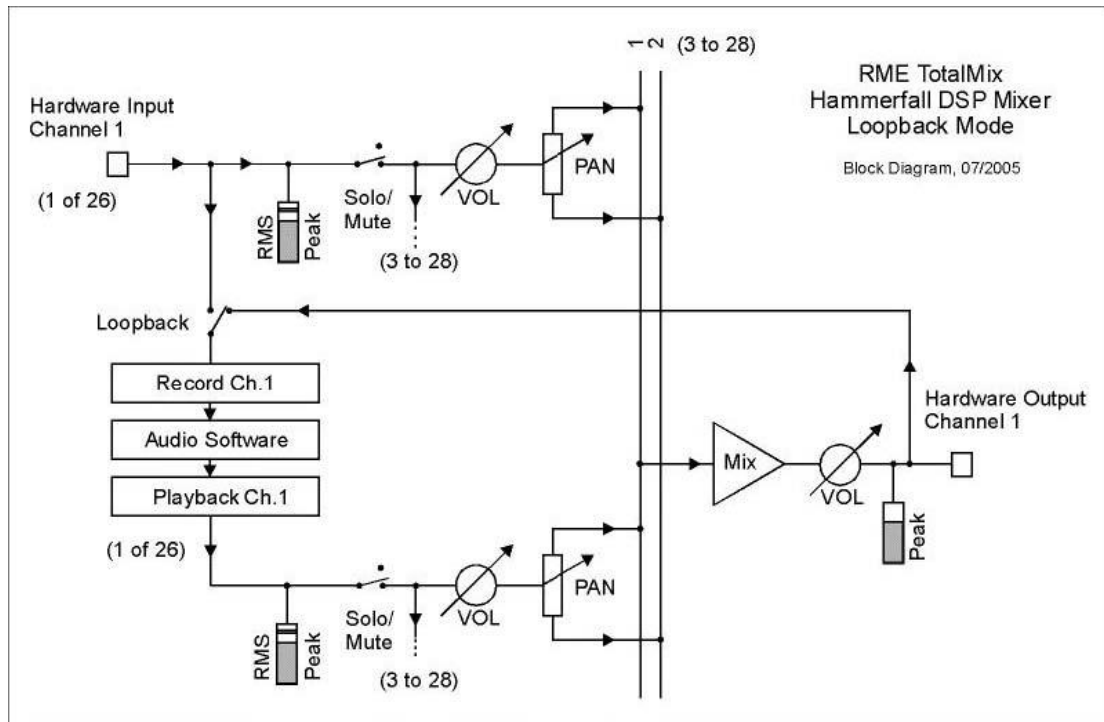 1 2 (3 to 28)
RME TotalMix
Hammerfall DSP Mixer
Loopback Mode
Block Diagram, 07/2005
Hardware Input
Channel 1
(1 of 26)
RMS
Peak
Solo/
Mute
VOL
PAN
(3 to 28)
Loopback
Record Ch.1
Audio Software
Playback Ch.1
(1 of 26)
Mix
VOL
Hardware Output
Channel 1
Peak
RMS
Peak
Solo/
Mute
VOL
PAN
(3 to 28)